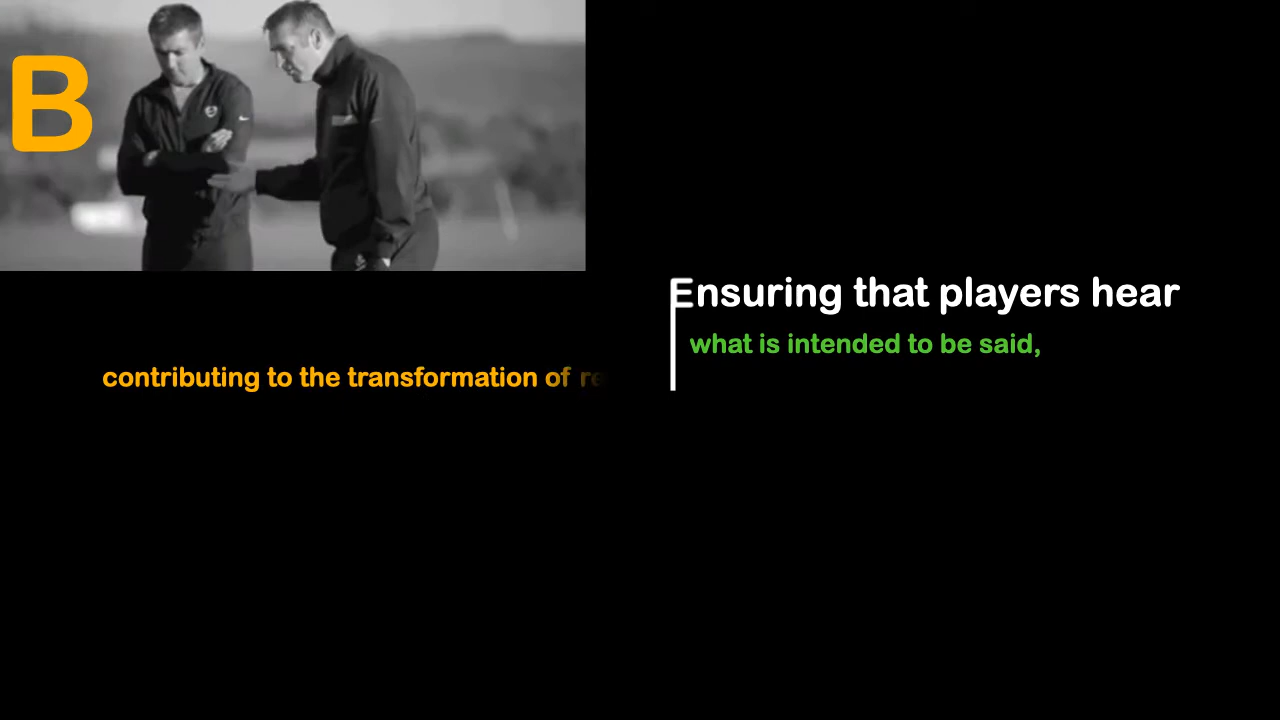 B
Ensuring that players hear
what is intended to be said,
contributing to the transformation of